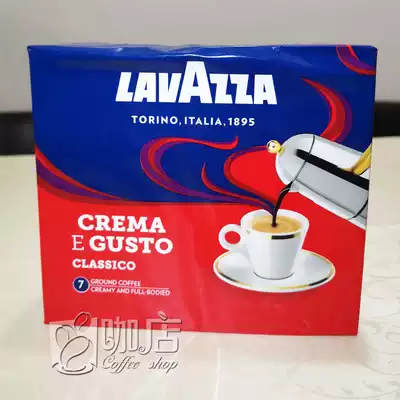 LAVAZZA
TORINO, ITALIA, 1895
CREMA
E GUSTO
CLASSICO
7 GROUND COFFEE
CREAMY AND FULL-BODIED
咖店
Coffee shop